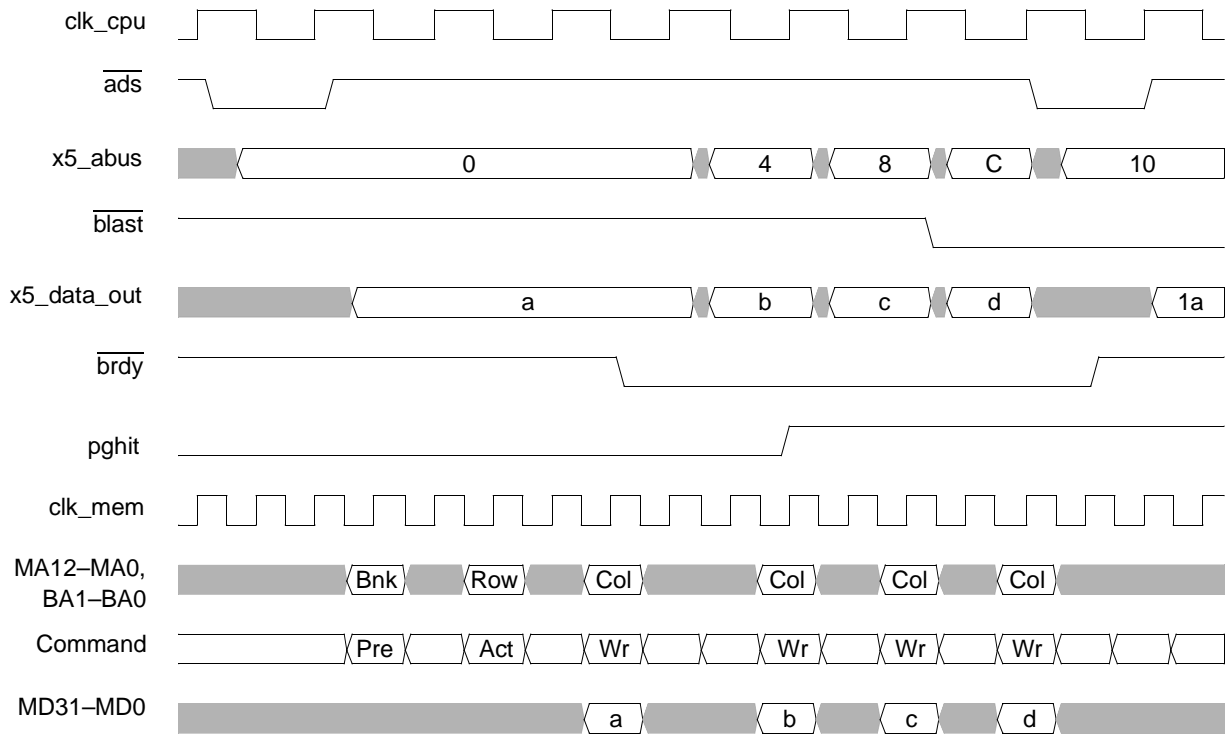 clk_cpu
ads
x5_abus 0 4 8 C 10
blast
x5_data_out a b c d 1a
brdy
pghit
clk_mem
MA12–MA0,
BA1–BA0 Bnk Row Col Col Col Col
Command Pre Act Wr Wr Wr Wr
MD31–MD0 a b c d